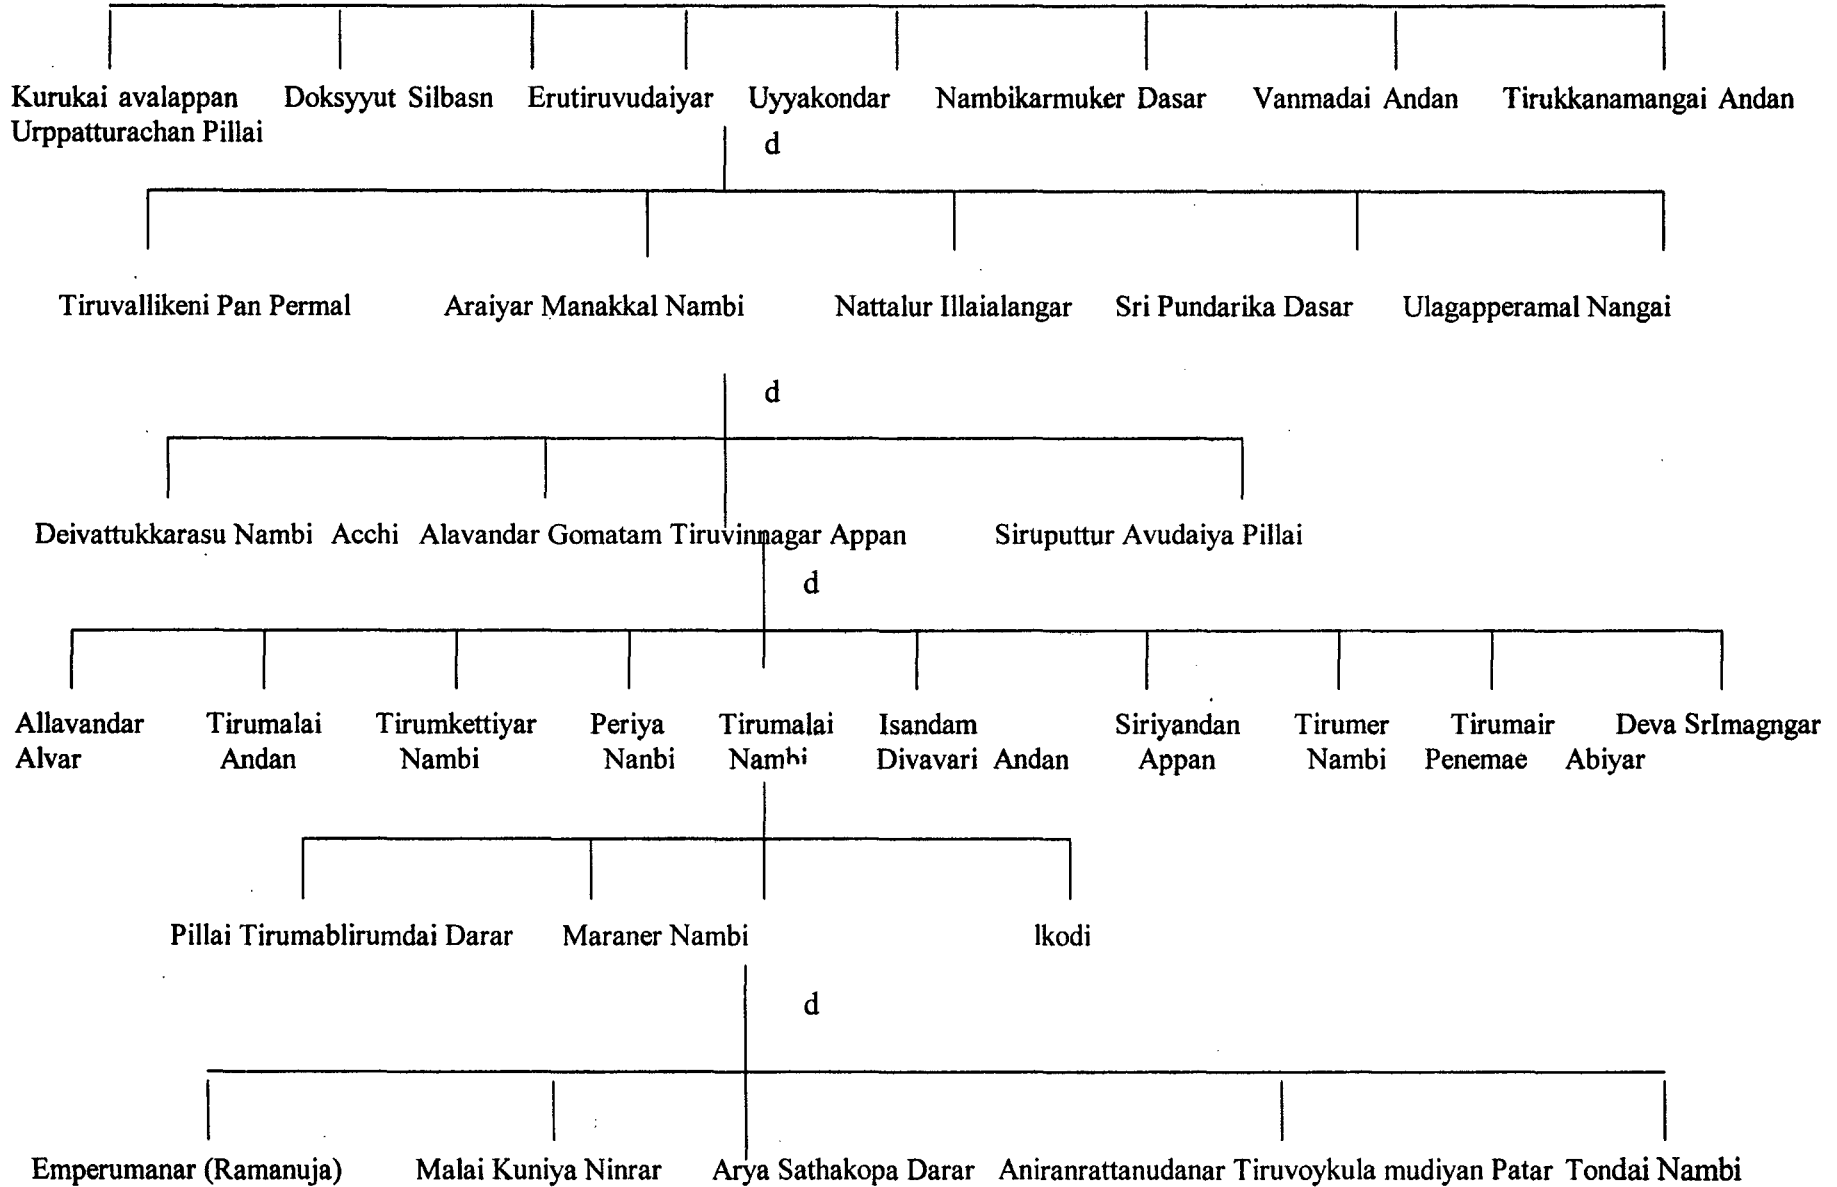 Kurukai avalappan Doksyyut Silbasn Erutiruvudaiyar Uyyakondar Nambikarmuker Dasar Vanmadai Andan Tirukkanamangai Andan
Urppatturachan Pillai
d
Tiruvallikeni Pan Permal Araiyar Manakkal Nambi Nattalur Illaialangar Sri Pundarika Dasar Ulagapperamal Nangai
d
Deivattukkarasu Nambi Acchi Alavandar Gomatam Tiruvinnagar Appan Siruputtur Avudaiya Pillai
d
Allavandar Tirumalai Tirumkettiyar Periya Tirumalai Isandam Siriyandan Tirumer Tirumair Deva SrImagngar
Alvar Andan Nambi Nanbi Nambi Divavari Andan Appan Nambi Penemae Abiyar
Pillai Tirumablirumdai Darar Maraner Nambi lkodi
d
Emperumanar (Ramanuja) Malai Kuniya Ninrar Arya Sathakopa Darar Aniranrattanudanar Tiruvoykula mudiyan Patar Tondai Nambi